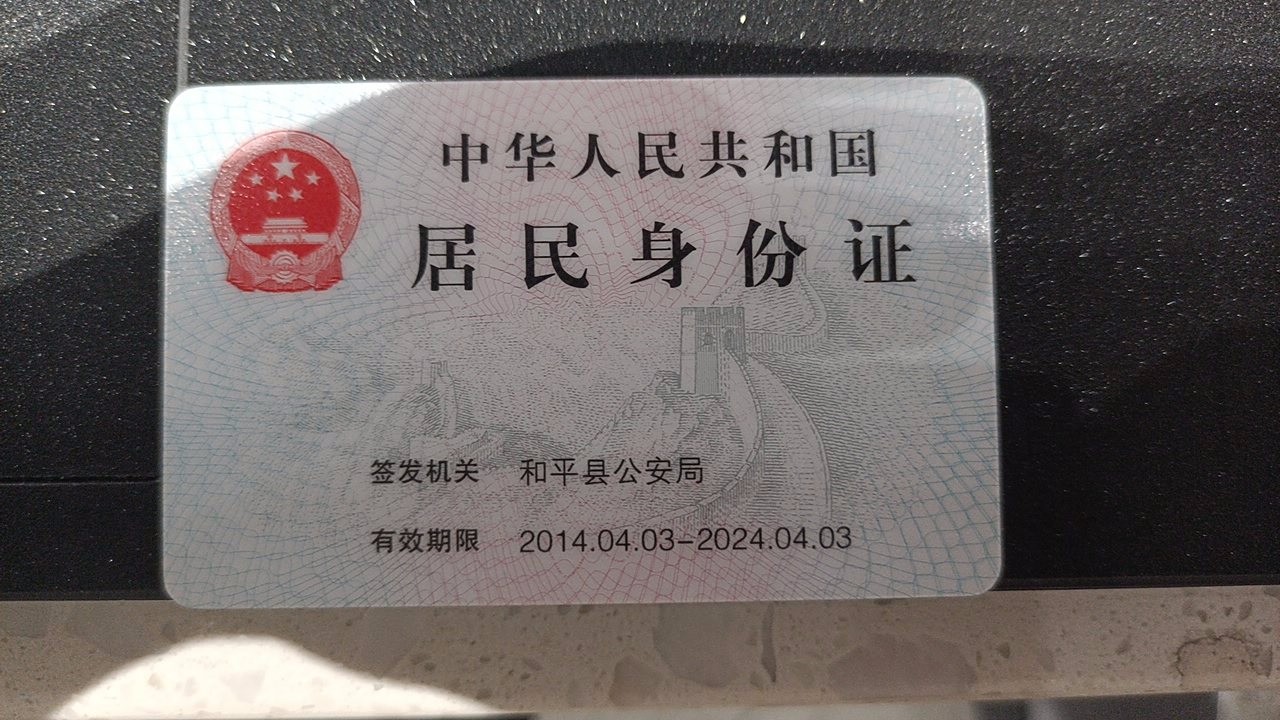 中华人民共和国
居民身份证
签发机关 和平县公安局
有效期限 2014.04.03-2024.04.03